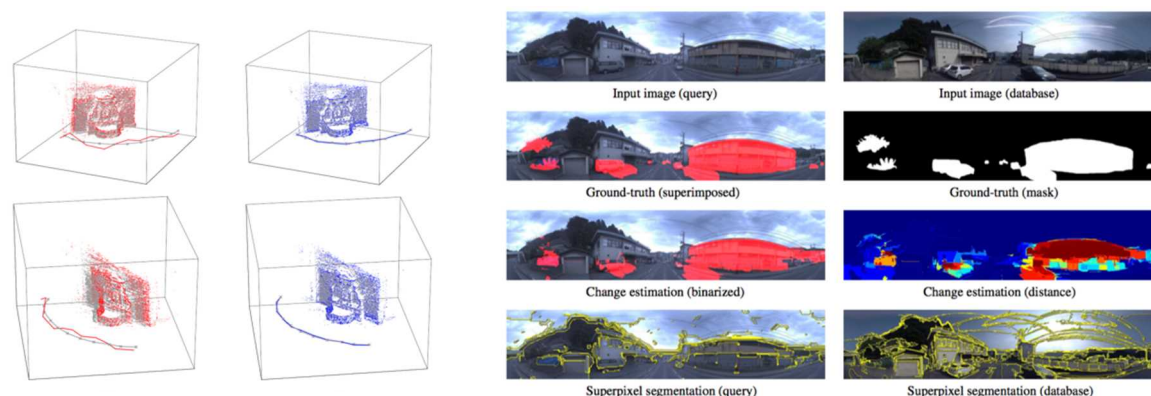 Input image (query)
Input image (database)
Ground-truth (superimposed)
Ground-truth (mask)
Change estimation (binarized)
Change estimation (distance)
Superpixel segmentation (query)
Superpixel segmentation (database)